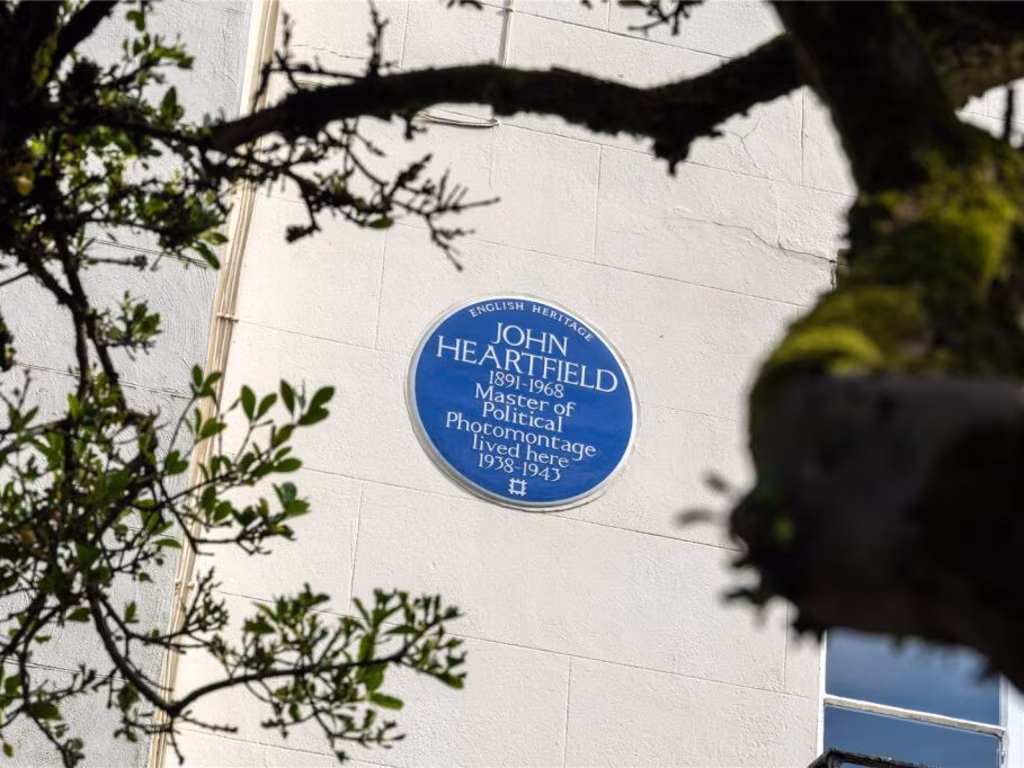 ENGLISH HERITAGE
JOHN
HEARTFIELD
1891-1968
Master of
Political
Photomontage
lived here
1938-1943